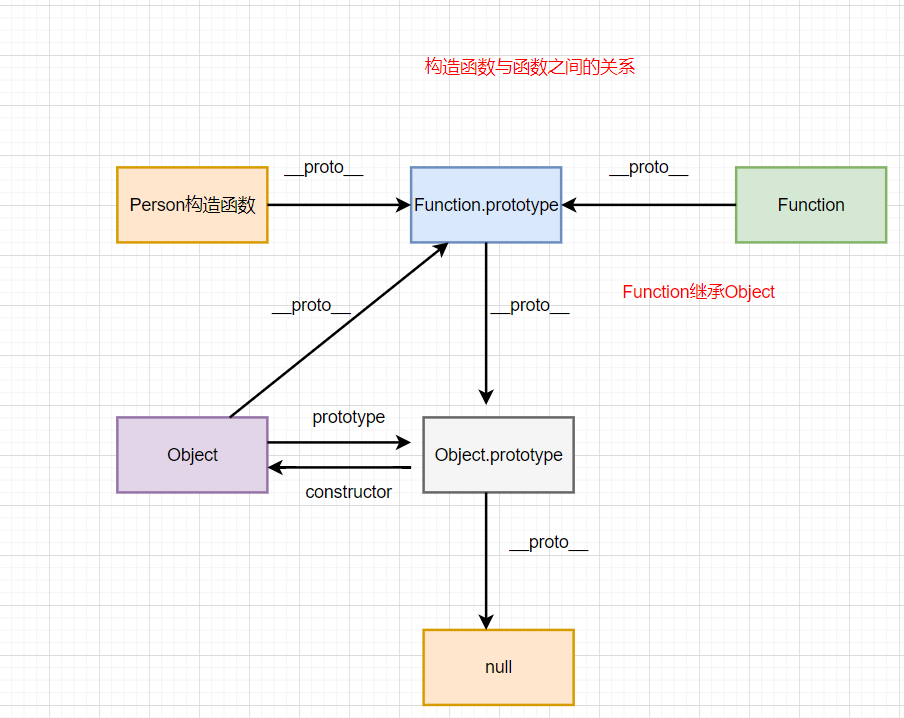 构造函数与函数之间的关系
__proto__
__proto__
Person构造函数
Function.prototype
Function
Function继承Object
__proto__
__proto__
prototype
Object
Object.prototype
constructor
__proto__
null